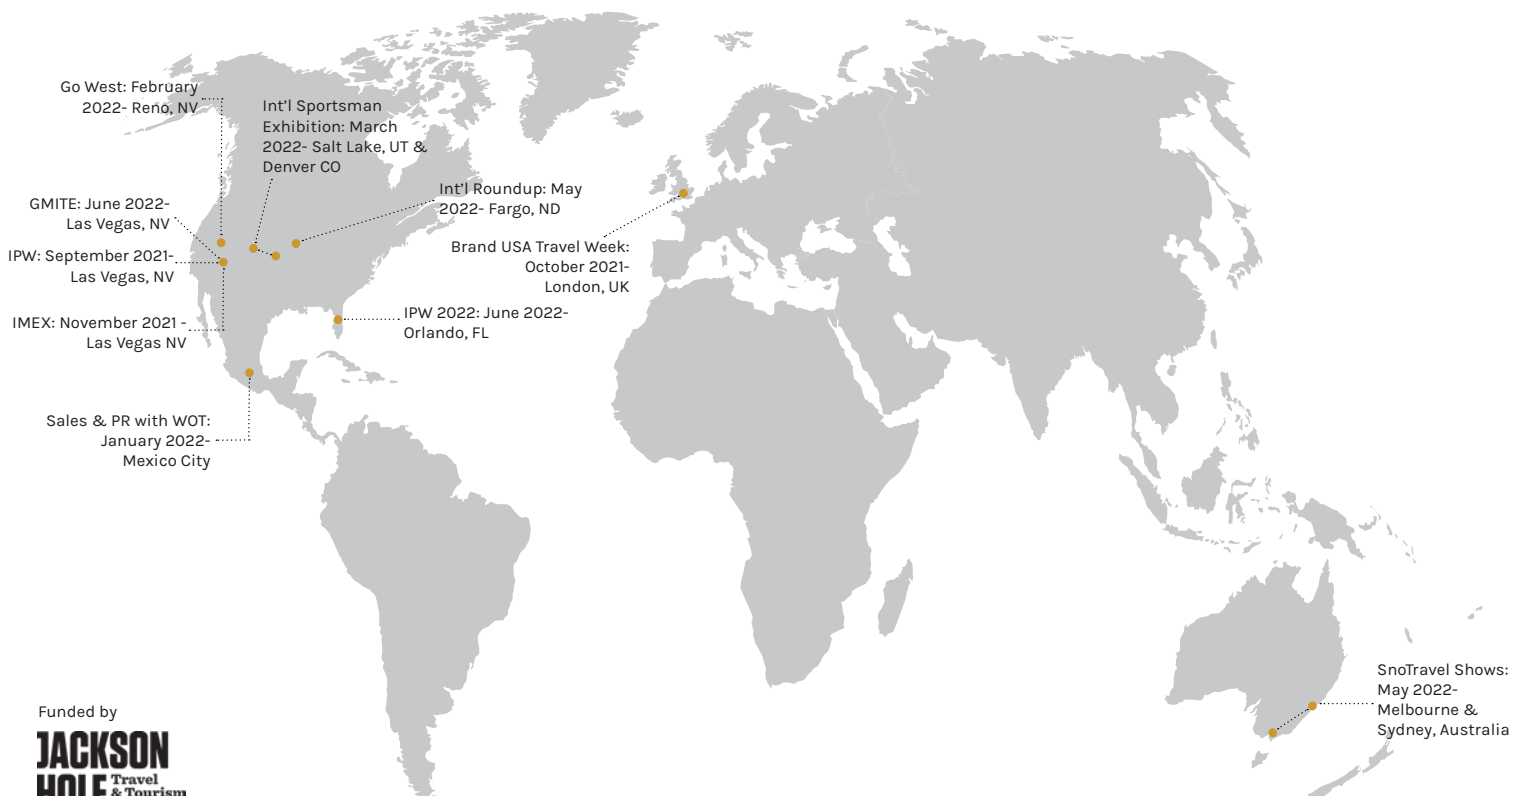 Go West: February
2022- Reno, NV
Int'l Sportsman
Exhibition: March
2022- Salt Lake, UT &
Denver CO
Int'l Roundup: May
2022- Fargo, ND
GMITE: June 2022-
Las Vegas, NV
IPW: September 2021-
Las Vegas, NV
IMEX: November 2021 -
Las Vegas NV
Brand USA Travel Week:
October 2021-
London, UK
IPW 2022: June 2022-
Orlando, FL
Sales & PR with WOT:
January 2022-
Mexico City
SnoTravel Shows:
May 2022-
Melbourne &
Sydney, Australia
Funded by
JACKSON
HOLE Travel
& Tourism